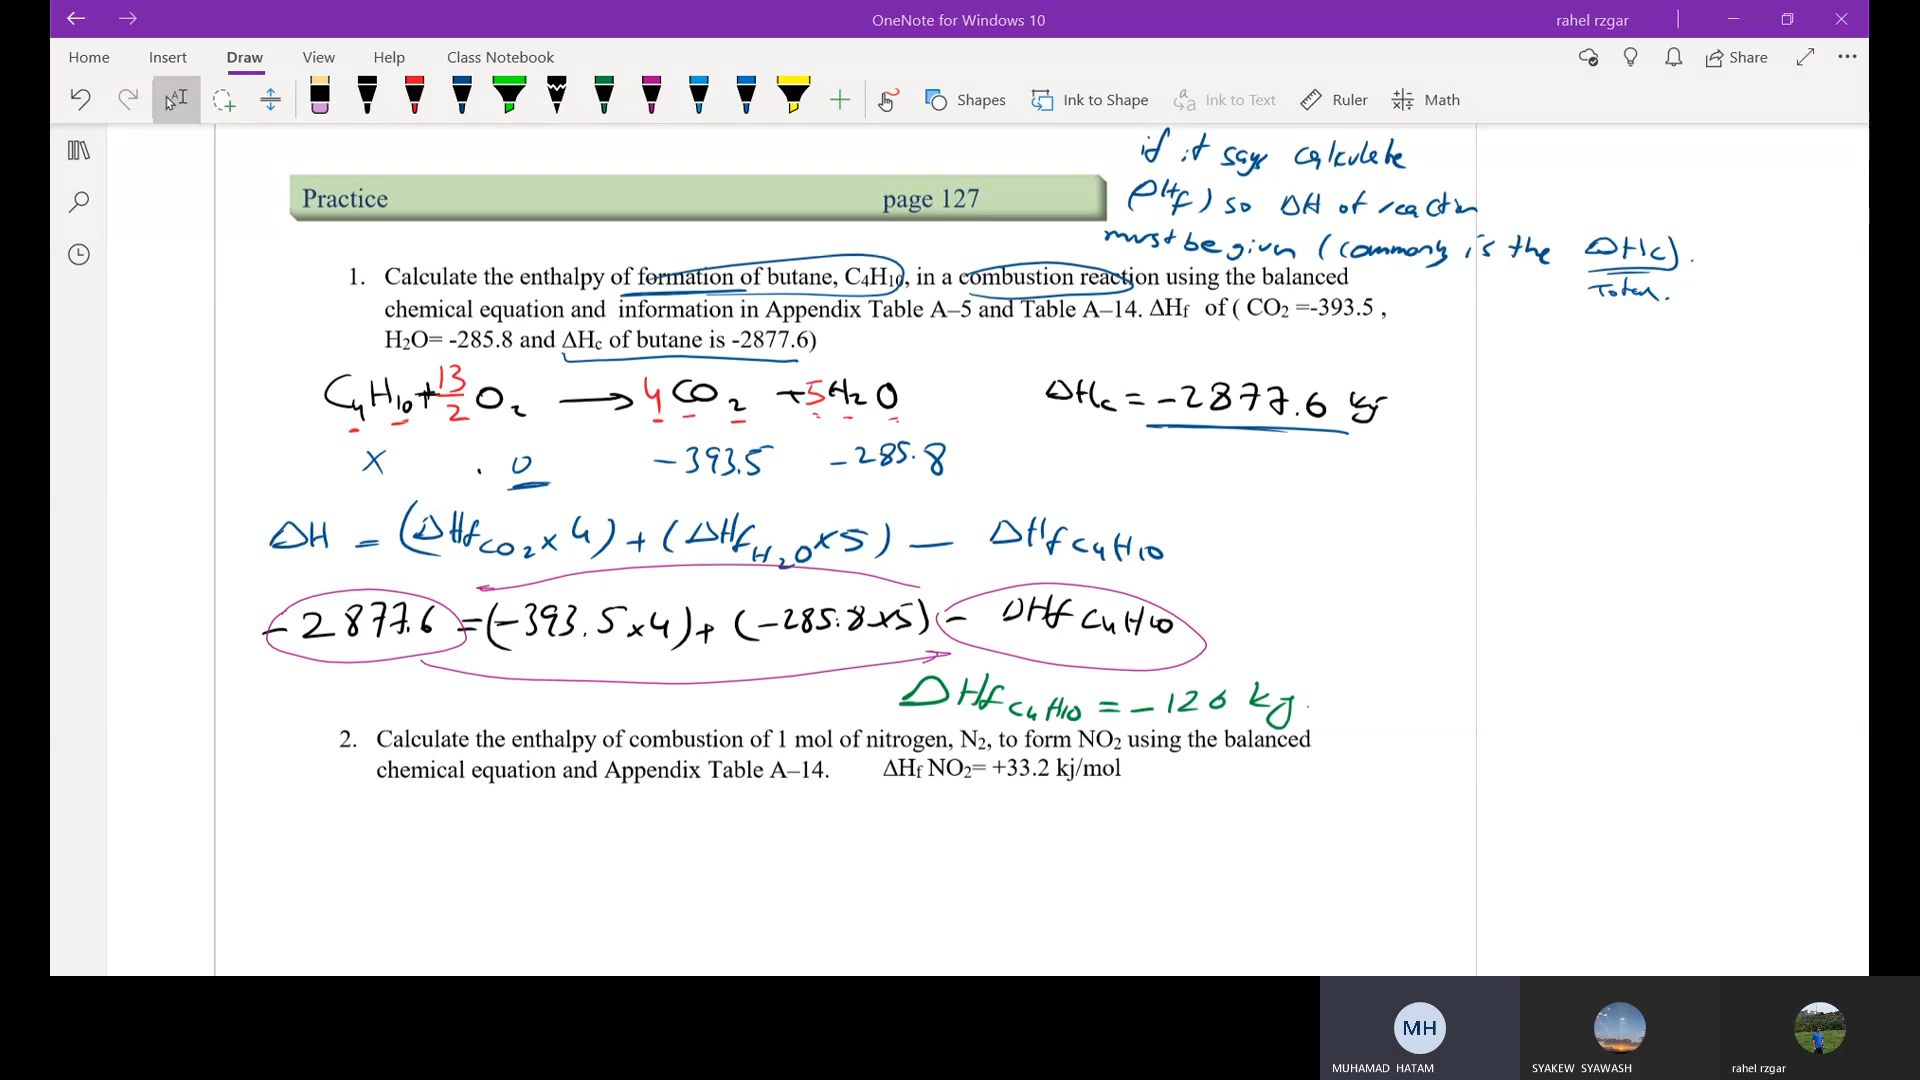 OneNote for Windows 10
rahel rzgar
Home Insert Draw View Help Class Notebook
Share
Shapes Ink to Shape Ink to Text Ruler Math
if it says calculate
(ΔHf) so ΔH of reaction
must be given (commonly is the ΔHc).
Total.
Practice page 127
1. Calculate the enthalpy of formation of butane, C₄H₁₀, in a combustion reaction using the balanced
chemical equation and information in Appendix Table A–5 and Table A–14. ΔHf of ( CO₂ =-393.5 ,
H₂O= -285.8 and ΔHc of butane is -2877.6)
C₄H₁₀ + 13/2 O₂ ⟶ 4 CO₂ + 5 H₂O ΔHc = -2877.6 kj
x . 0 -393.5 -285.8
ΔH = (ΔHf CO₂ × 4) + (ΔHf H₂O × 5) - ΔHf C₄H₁₀
-2877.6 = (-393.5 × 4) + (-285.8 × 5) - ΔHf C₄H₁₀
ΔHf C₄H₁₀ = -126 kj.
2. Calculate the enthalpy of combustion of 1 mol of nitrogen, N₂, to form NO₂ using the balanced
chemical equation and Appendix Table A–14. ΔHf NO₂= +33.2 kj/mol
MH
MUHAMAD HATAM SYAKEW SYAWASH rahel rzgar